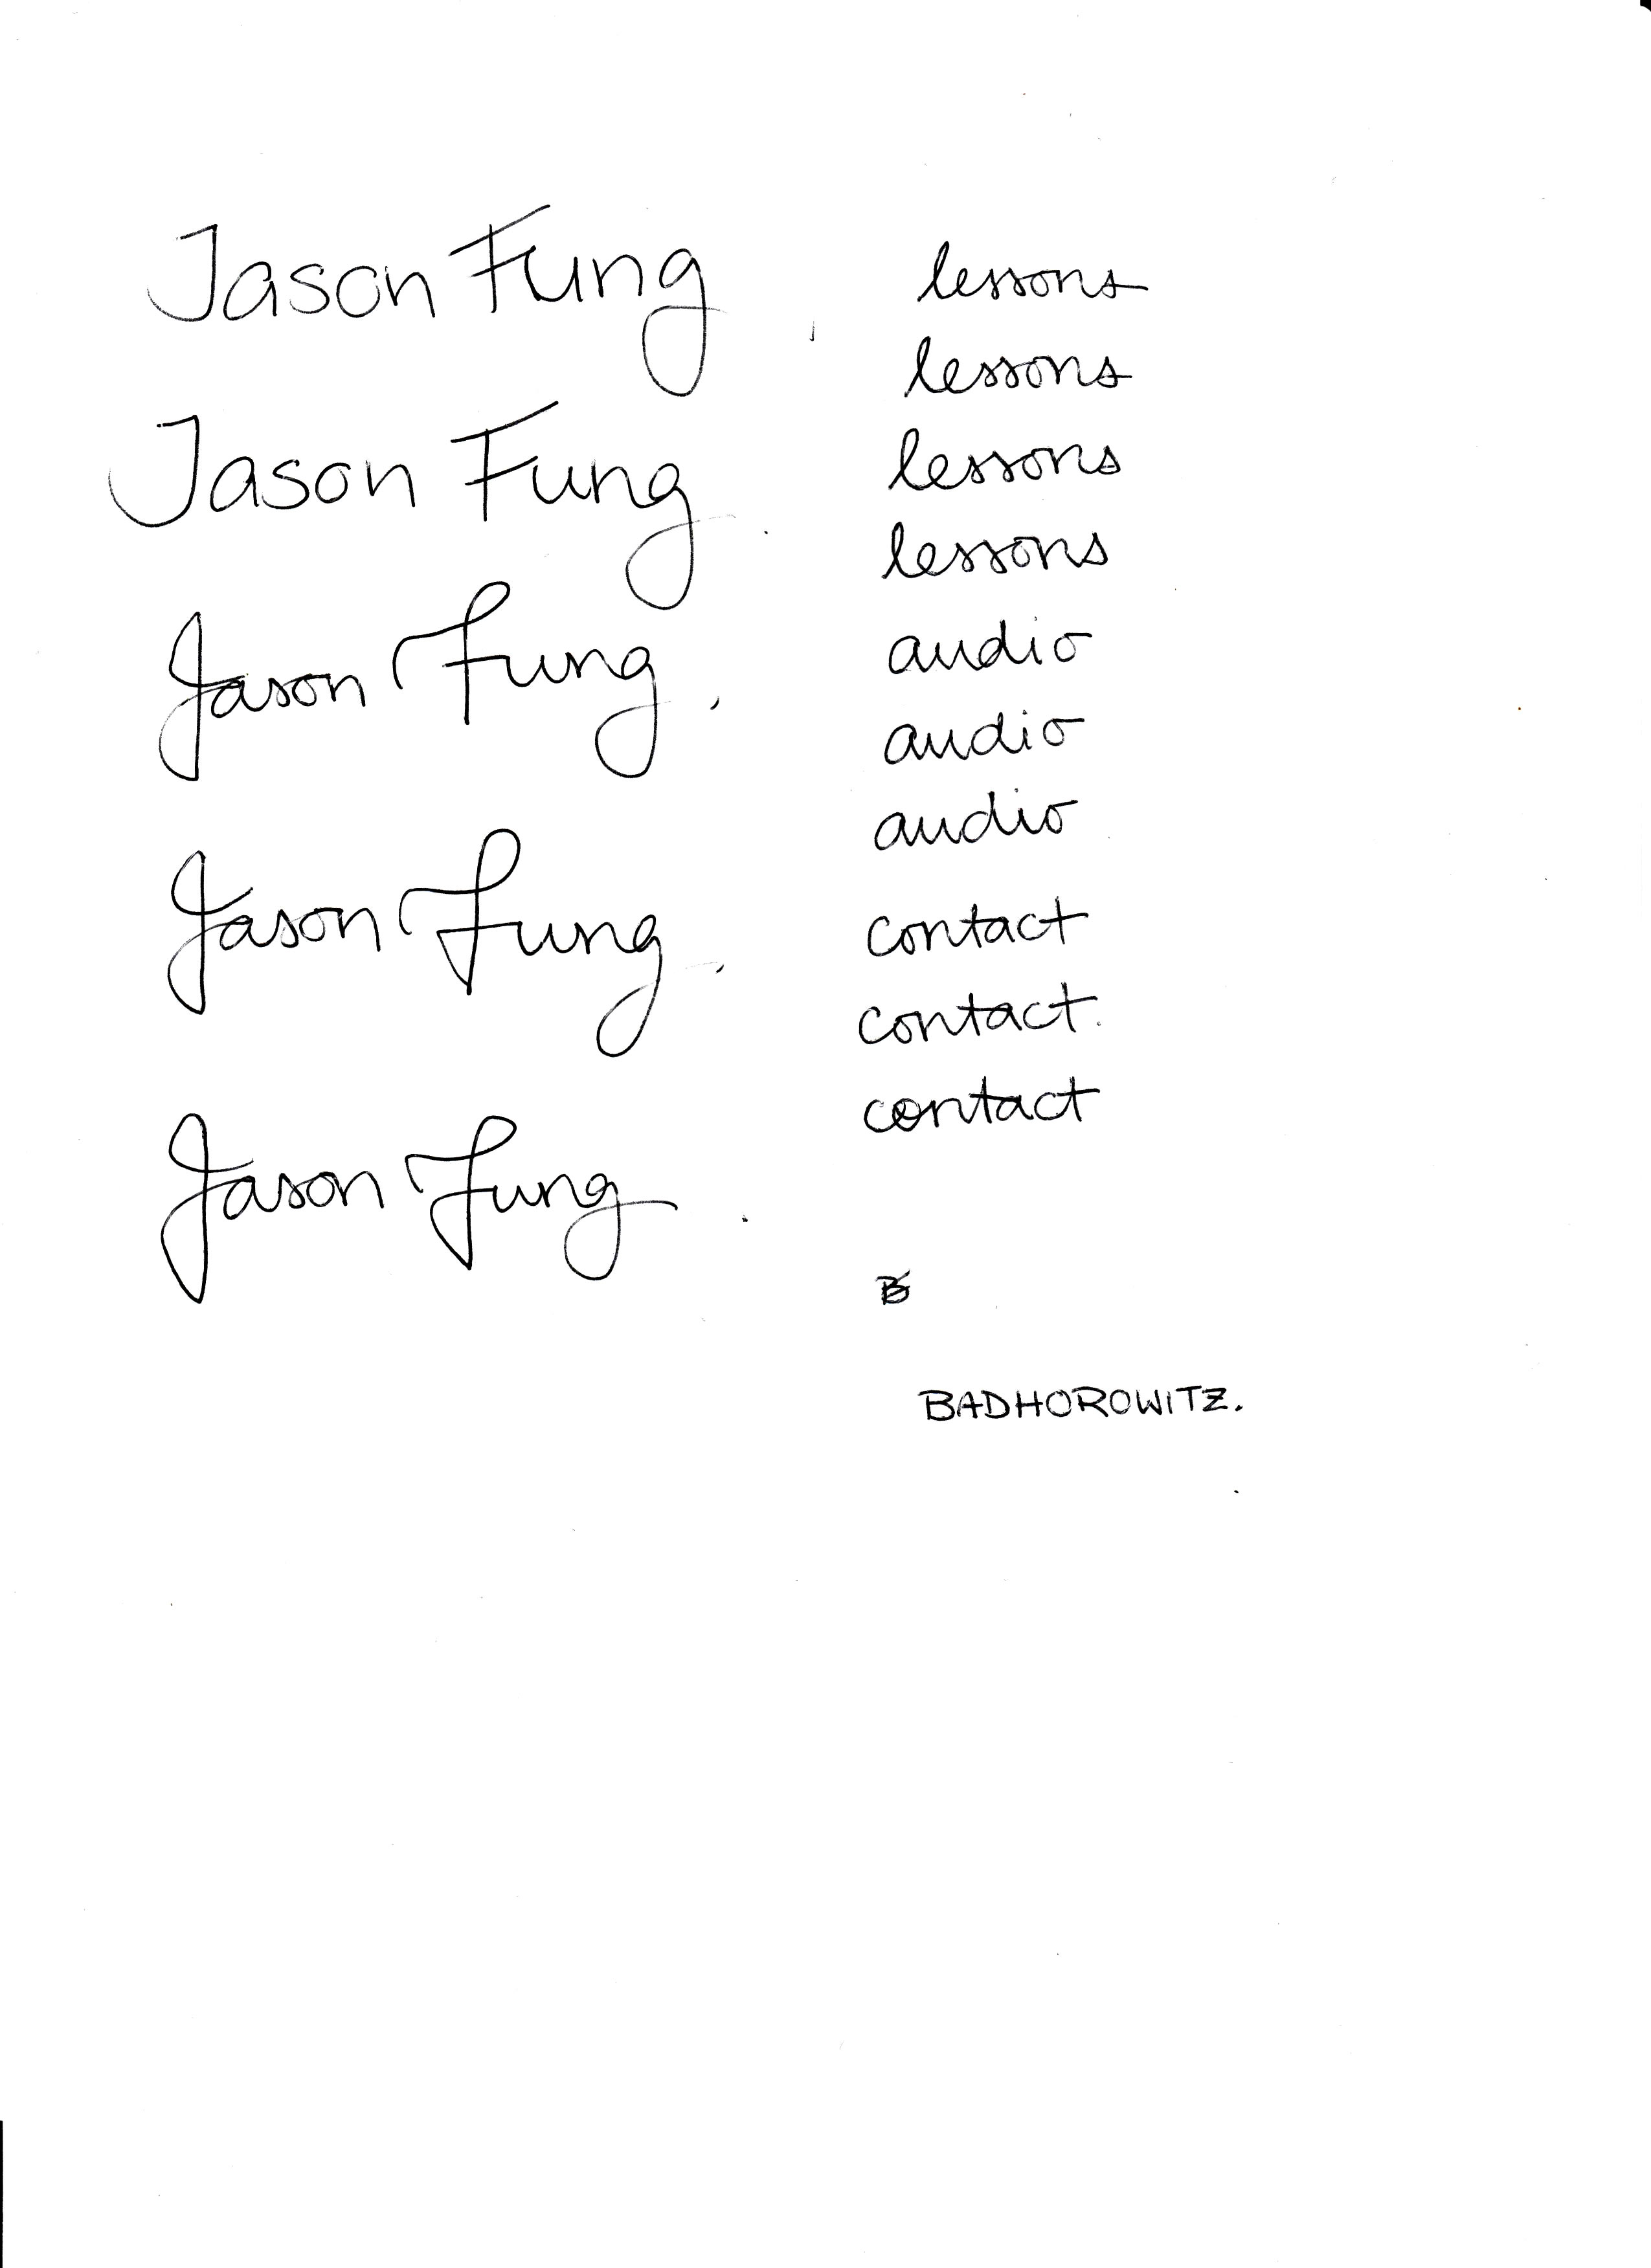 Jason Fung
Jason Fung
Jason Fung
Jason Fung
Jason Fung
lessons
lessons
lessons
lessons
audio
audio
audio
contact
contact.
contact
BADHOROWITZ.